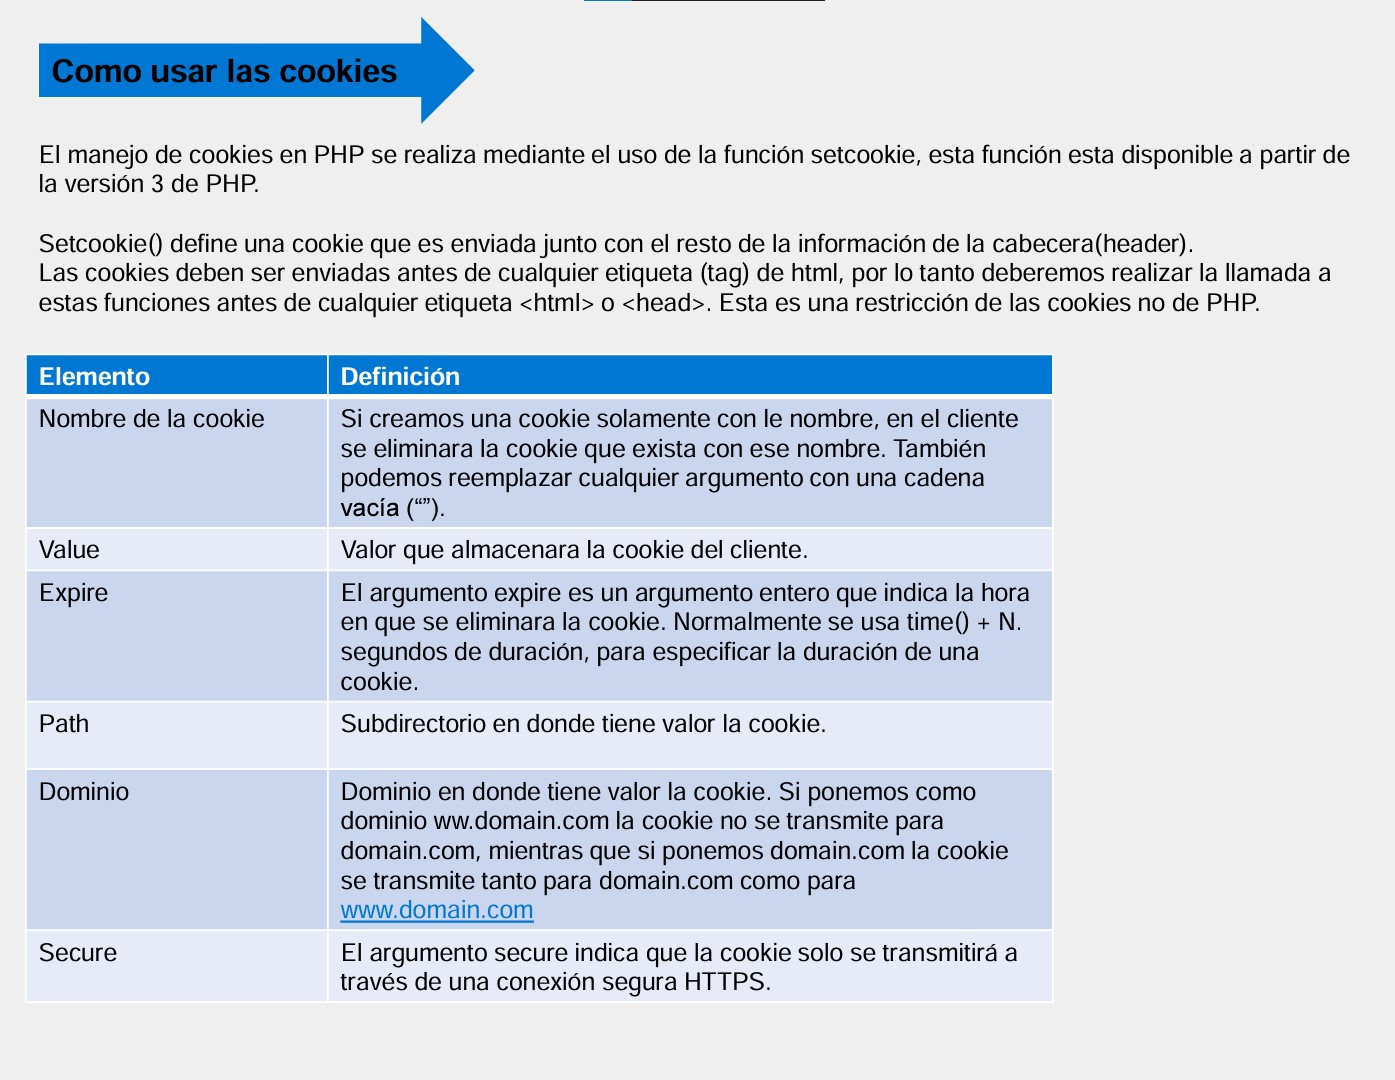 Como usar las cookies
El manejo de cookies en PHP se realiza mediante el uso de la función setcookie, esta función esta disponible a partir de
la versión 3 de PHP.
Setcookie() define una cookie que es enviada junto con el resto de la información de la cabecera(header).
Las cookies deben ser enviadas antes de cualquier etiqueta (tag) de html, por lo tanto deberemos realizar la llamada a
estas funciones antes de cualquier etiqueta <html> o <head>. Esta es una restricción de las cookies no de PHP.
Elemento Definición
Nombre de la cookie Si creamos una cookie solamente con le nombre, en el cliente
se eliminara la cookie que exista con ese nombre. También
podemos reemplazar cualquier argumento con una cadena
vacía (“”).
Value Valor que almacenara la cookie del cliente.
Expire El argumento expire es un argumento entero que indica la hora
en que se eliminara la cookie. Normalmente se usa time() + N.
segundos de duración, para especificar la duración de una
cookie.
Path Subdirectorio en donde tiene valor la cookie.
Dominio Dominio en donde tiene valor la cookie. Si ponemos como
dominio ww.domain.com la cookie no se transmite para
domain.com, mientras que si ponemos domain.com la cookie
se transmite tanto para domain.com como para
www.domain.com
Secure El argumento secure indica que la cookie solo se transmitirá a
través de una conexión segura HTTPS.